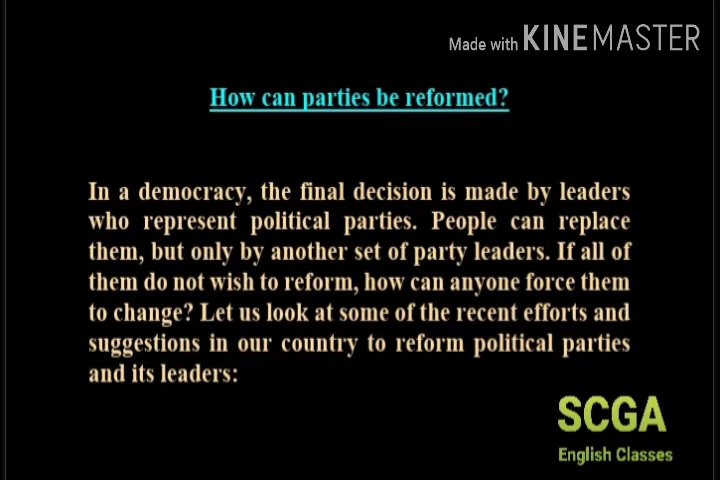 Made with KINEMASTER
How can parties be reformed?
In a democracy, the final decision is made by leaders
who represent political parties. People can replace
them, but only by another set of party leaders. If all of
them do not wish to reform, how can anyone force them
to change? Let us look at some of the recent efforts and
suggestions in our country to reform political parties
and its leaders:
SCGA
English Classes